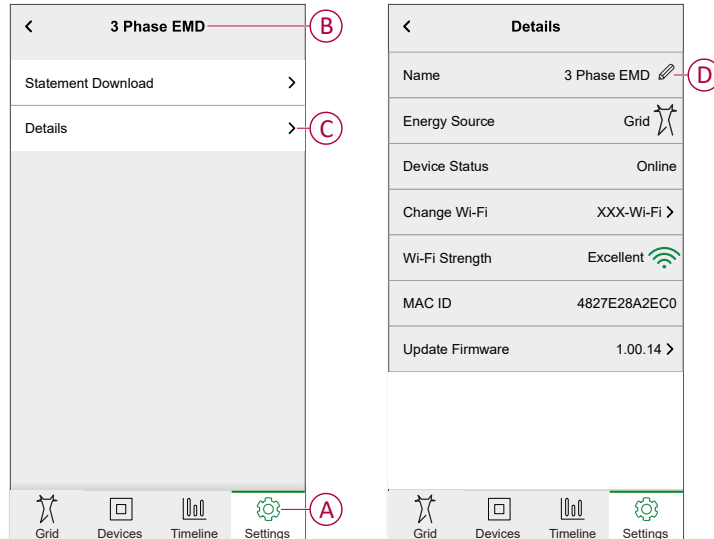 3 Phase EMD
B
Statement Download
Details
C
A
Grid Devices Timeline Settings
Details
Name 3 Phase EMD
D
Energy Source Grid
Device Status Online
Change Wi-Fi XXX-Wi-Fi
Wi-Fi Strength Excellent
MAC ID 4827E28A2EC0
Update Firmware 1.00.14
Grid Devices Timeline Settings